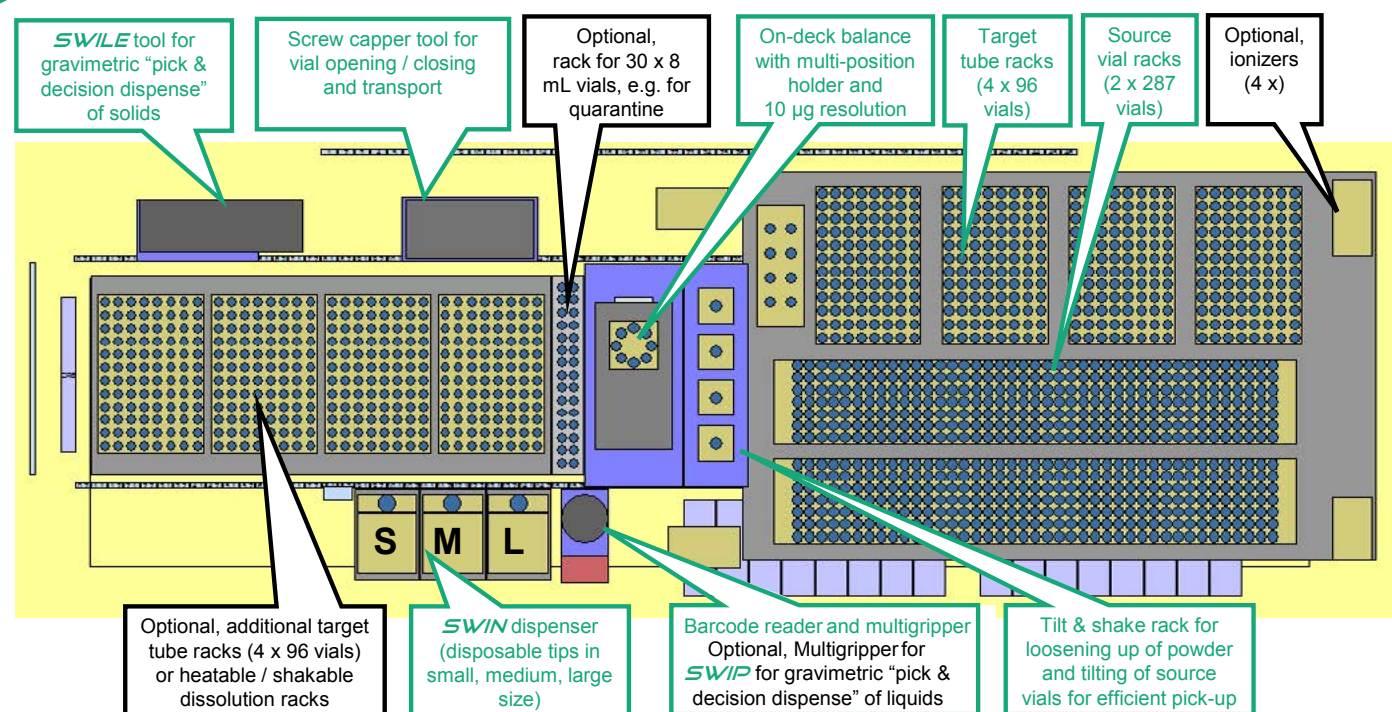 SWILE tool for
gravimetric “pick &
decision dispense”
of solids
Screw capper tool for
vial opening / closing
and transport
Optional,
rack for 30 x 8
mL vials, e.g. for
quarantine
On-deck balance
with multi-position
holder and
10 µg resolution
Target
tube racks
(4 x 96
vials)
Source
vial racks
(2 x 287
vials)
Optional,
ionizers
(4 x)
S M L
Optional, additional target
tube racks (4 x 96 vials)
or heatable / shakable
dissolution racks
SWIN dispenser
(disposable tips in
small, medium, large
size)
Barcode reader and multigripper
Optional, Multigripper for
SWIP for gravimetric “pick &
decision dispense” of liquids
Tilt & shake rack for
loosening up of powder
and tilting of source
vials for efficient pick-up